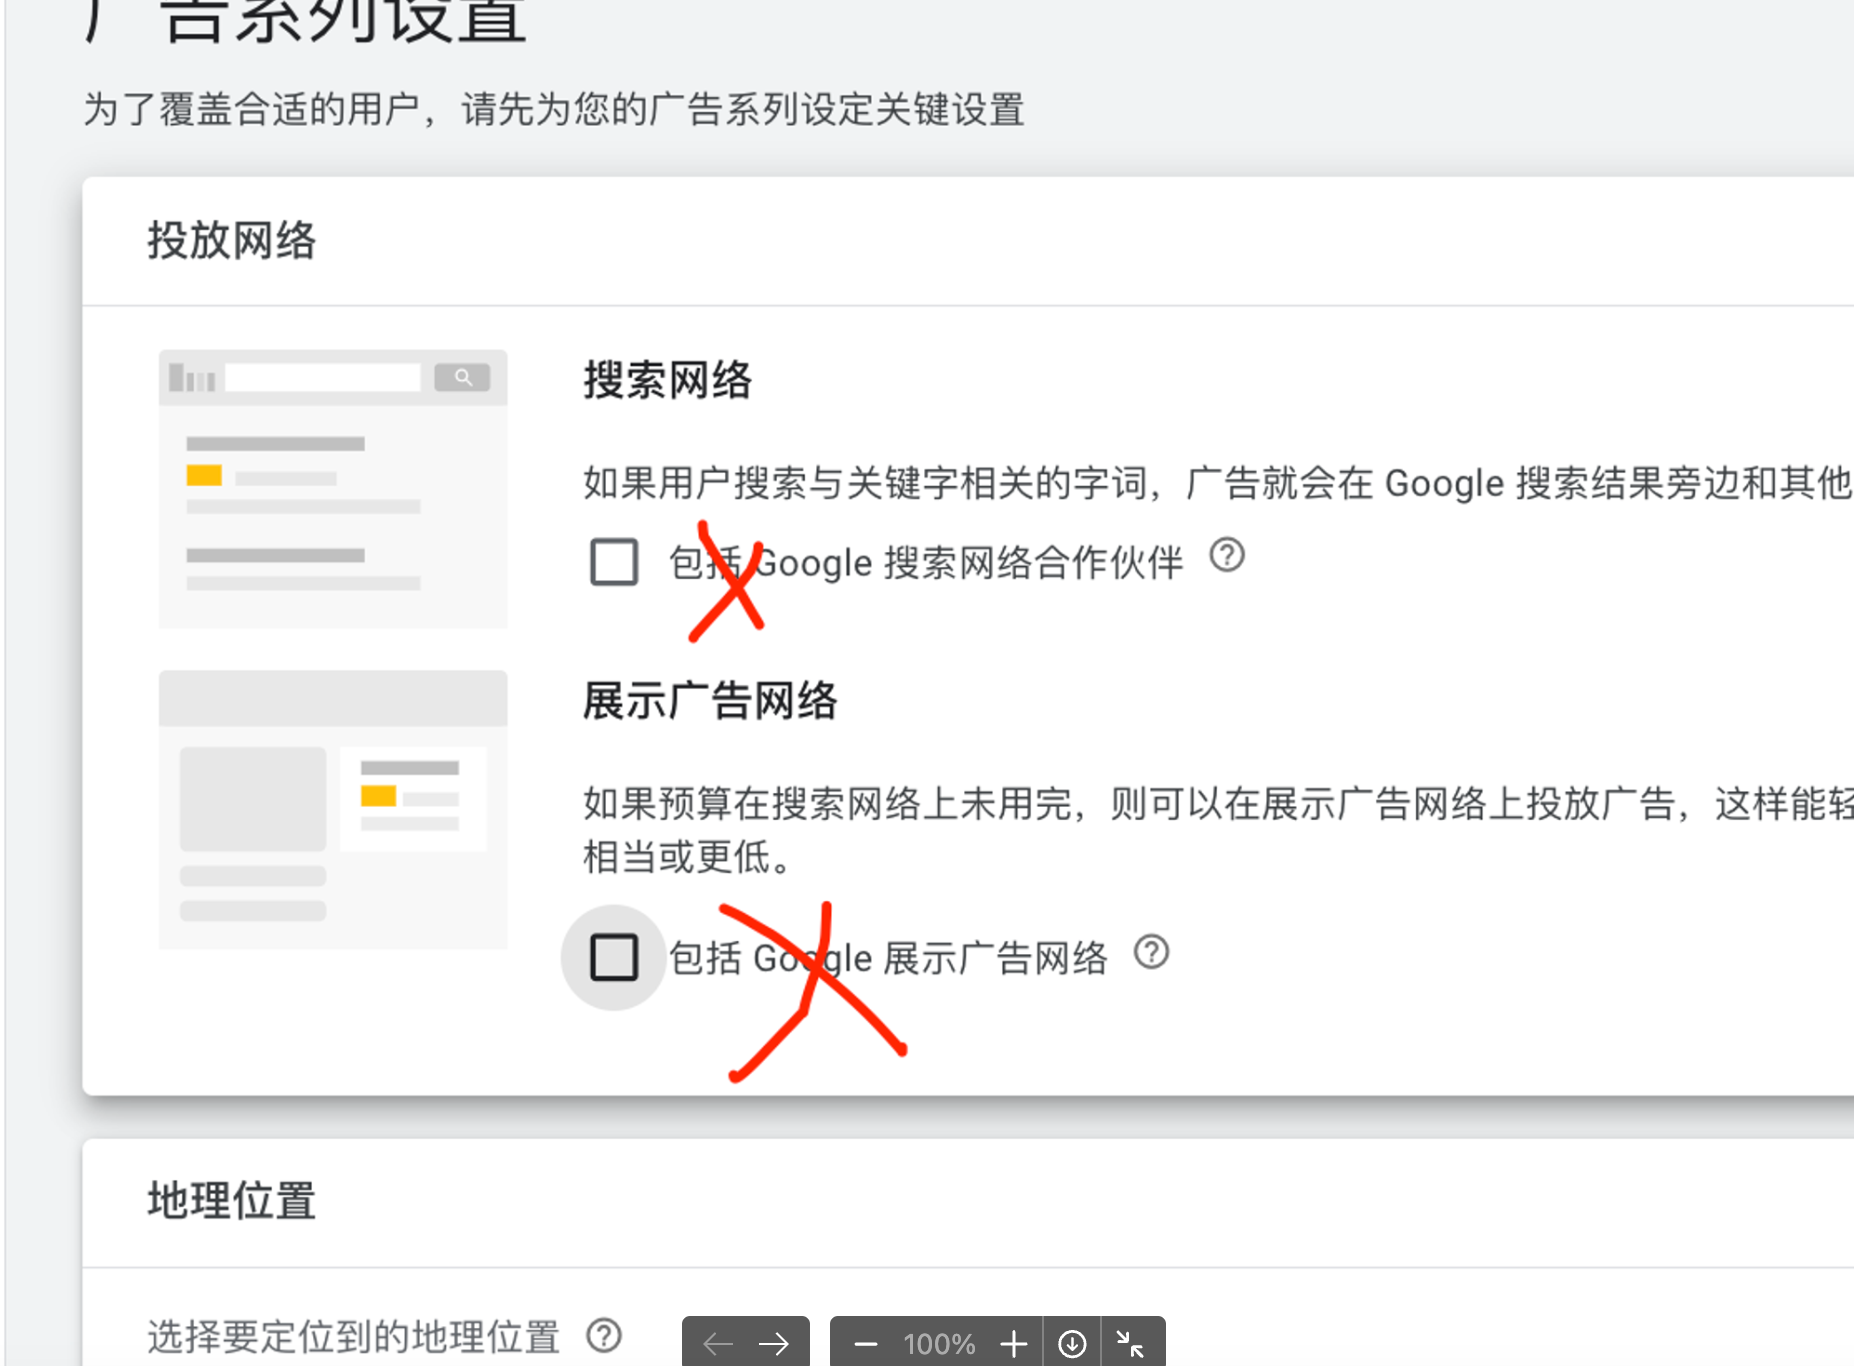 广告系列设置
为了覆盖合适的用户，请先为您的广告系列设定关键设置
投放网络
搜索网络
如果用户搜索与关键字相关的字词，广告就会在 Google 搜索结果旁边和其他
包括 Google 搜索网络合作伙伴
展示广告网络
如果预算在搜索网络上未用完，则可以在展示广告网络上投放广告，这样能轻
相当或更低。
包括 Google 展示广告网络
地理位置
选择要定位到的地理位置
100%